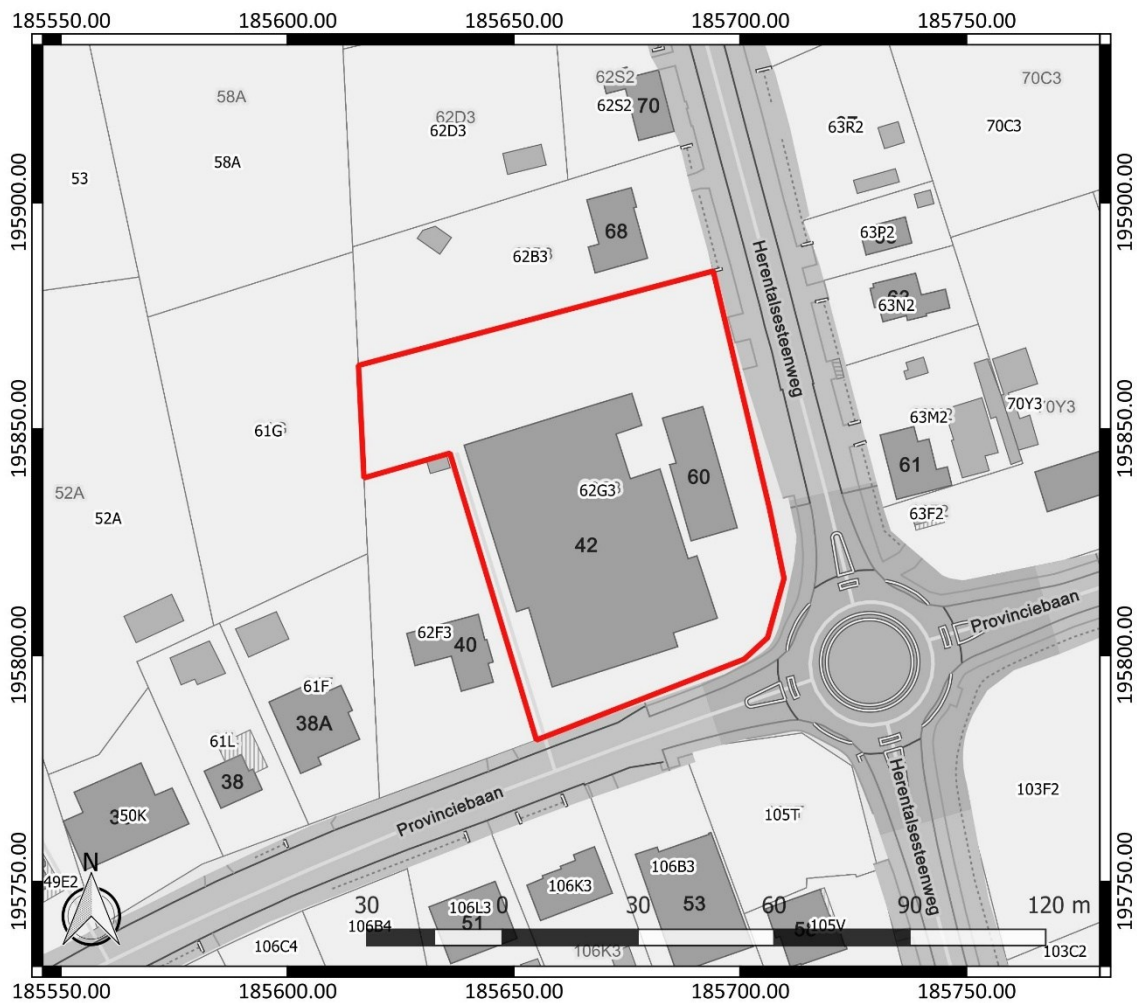 185550.00 185600.00 185650.00 185700.00 185750.00
195900.00
195850.00
195800.00
195750.00
58A
58A
53
62D3
62D3
62S2
62S2
70
63R2
70C3
70C3
195900.00
63P2
68
62B3
Herentalsesteenweg
63N2
61G
63M2
70Y3
70Y3
61
195850.00
52A
52A
62G3
60
63F2
42
62F3
40
Provinciebaan
195800.00
61F
38A
61L
38
50K
Provinciebaan
105T
103F2
Herentalsesteenweg
N
49E2
106K3
106B3
30 0 30 60 90 120 m
106L3
51
53
105V
106B4
106C4
106K3
103C2
195750.00
185550.00 185600.00 185650.00 185700.00 185750.00